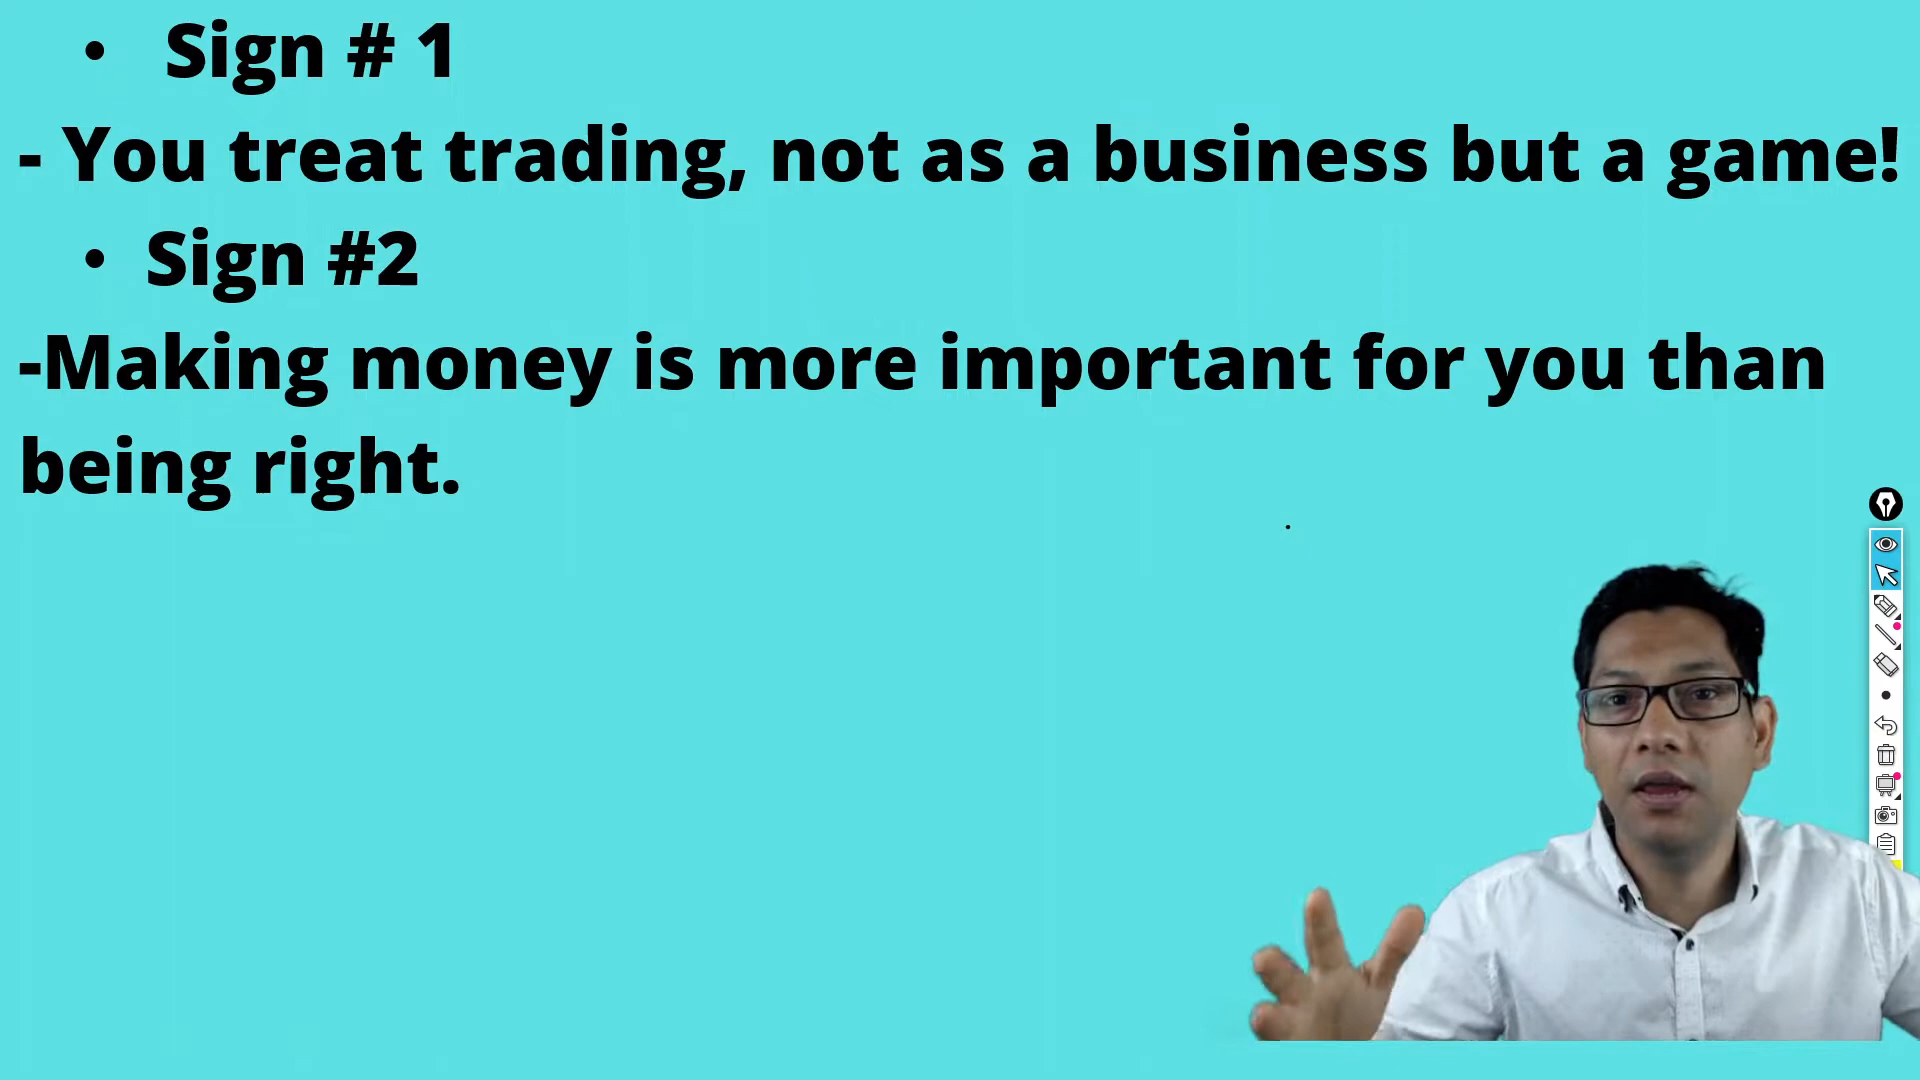 • Sign # 1
- You treat trading, not as a business but a game!
• Sign #2
-Making money is more important for you than
being right.